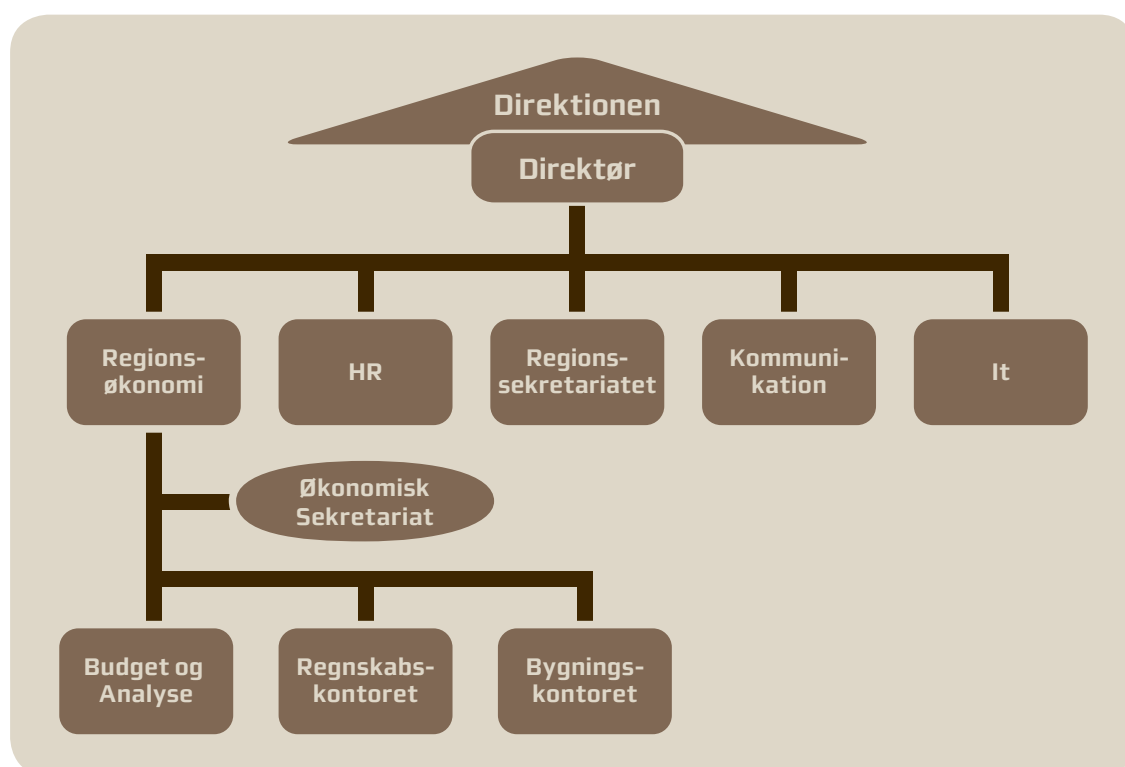 Direktionen
Direktør
Regions-
økonomi
HR
Regions-
sekretariatet
Kommuni-
kation
It
Økonomisk
Sekretariat
Budget og
Analyse
Regnskabs-
kontoret
Bygnings-
kontoret